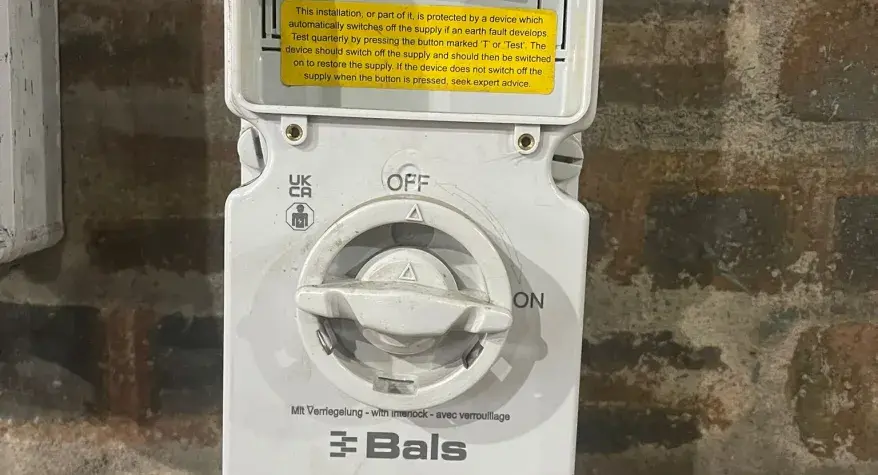 This installation, or part of it, is protected by a device which
automatically switches off the supply if an earth fault develops.
Test quarterly by pressing the button marked 'T' or 'Test'. The
device should switch off the supply and should then be switched
on to restore the supply. If the device does not switch off the
supply when the button is pressed, seek expert advice.
OFF
UK
CA
ON
Mit Verriegelung - with interlock - avec verrouillage
Bals